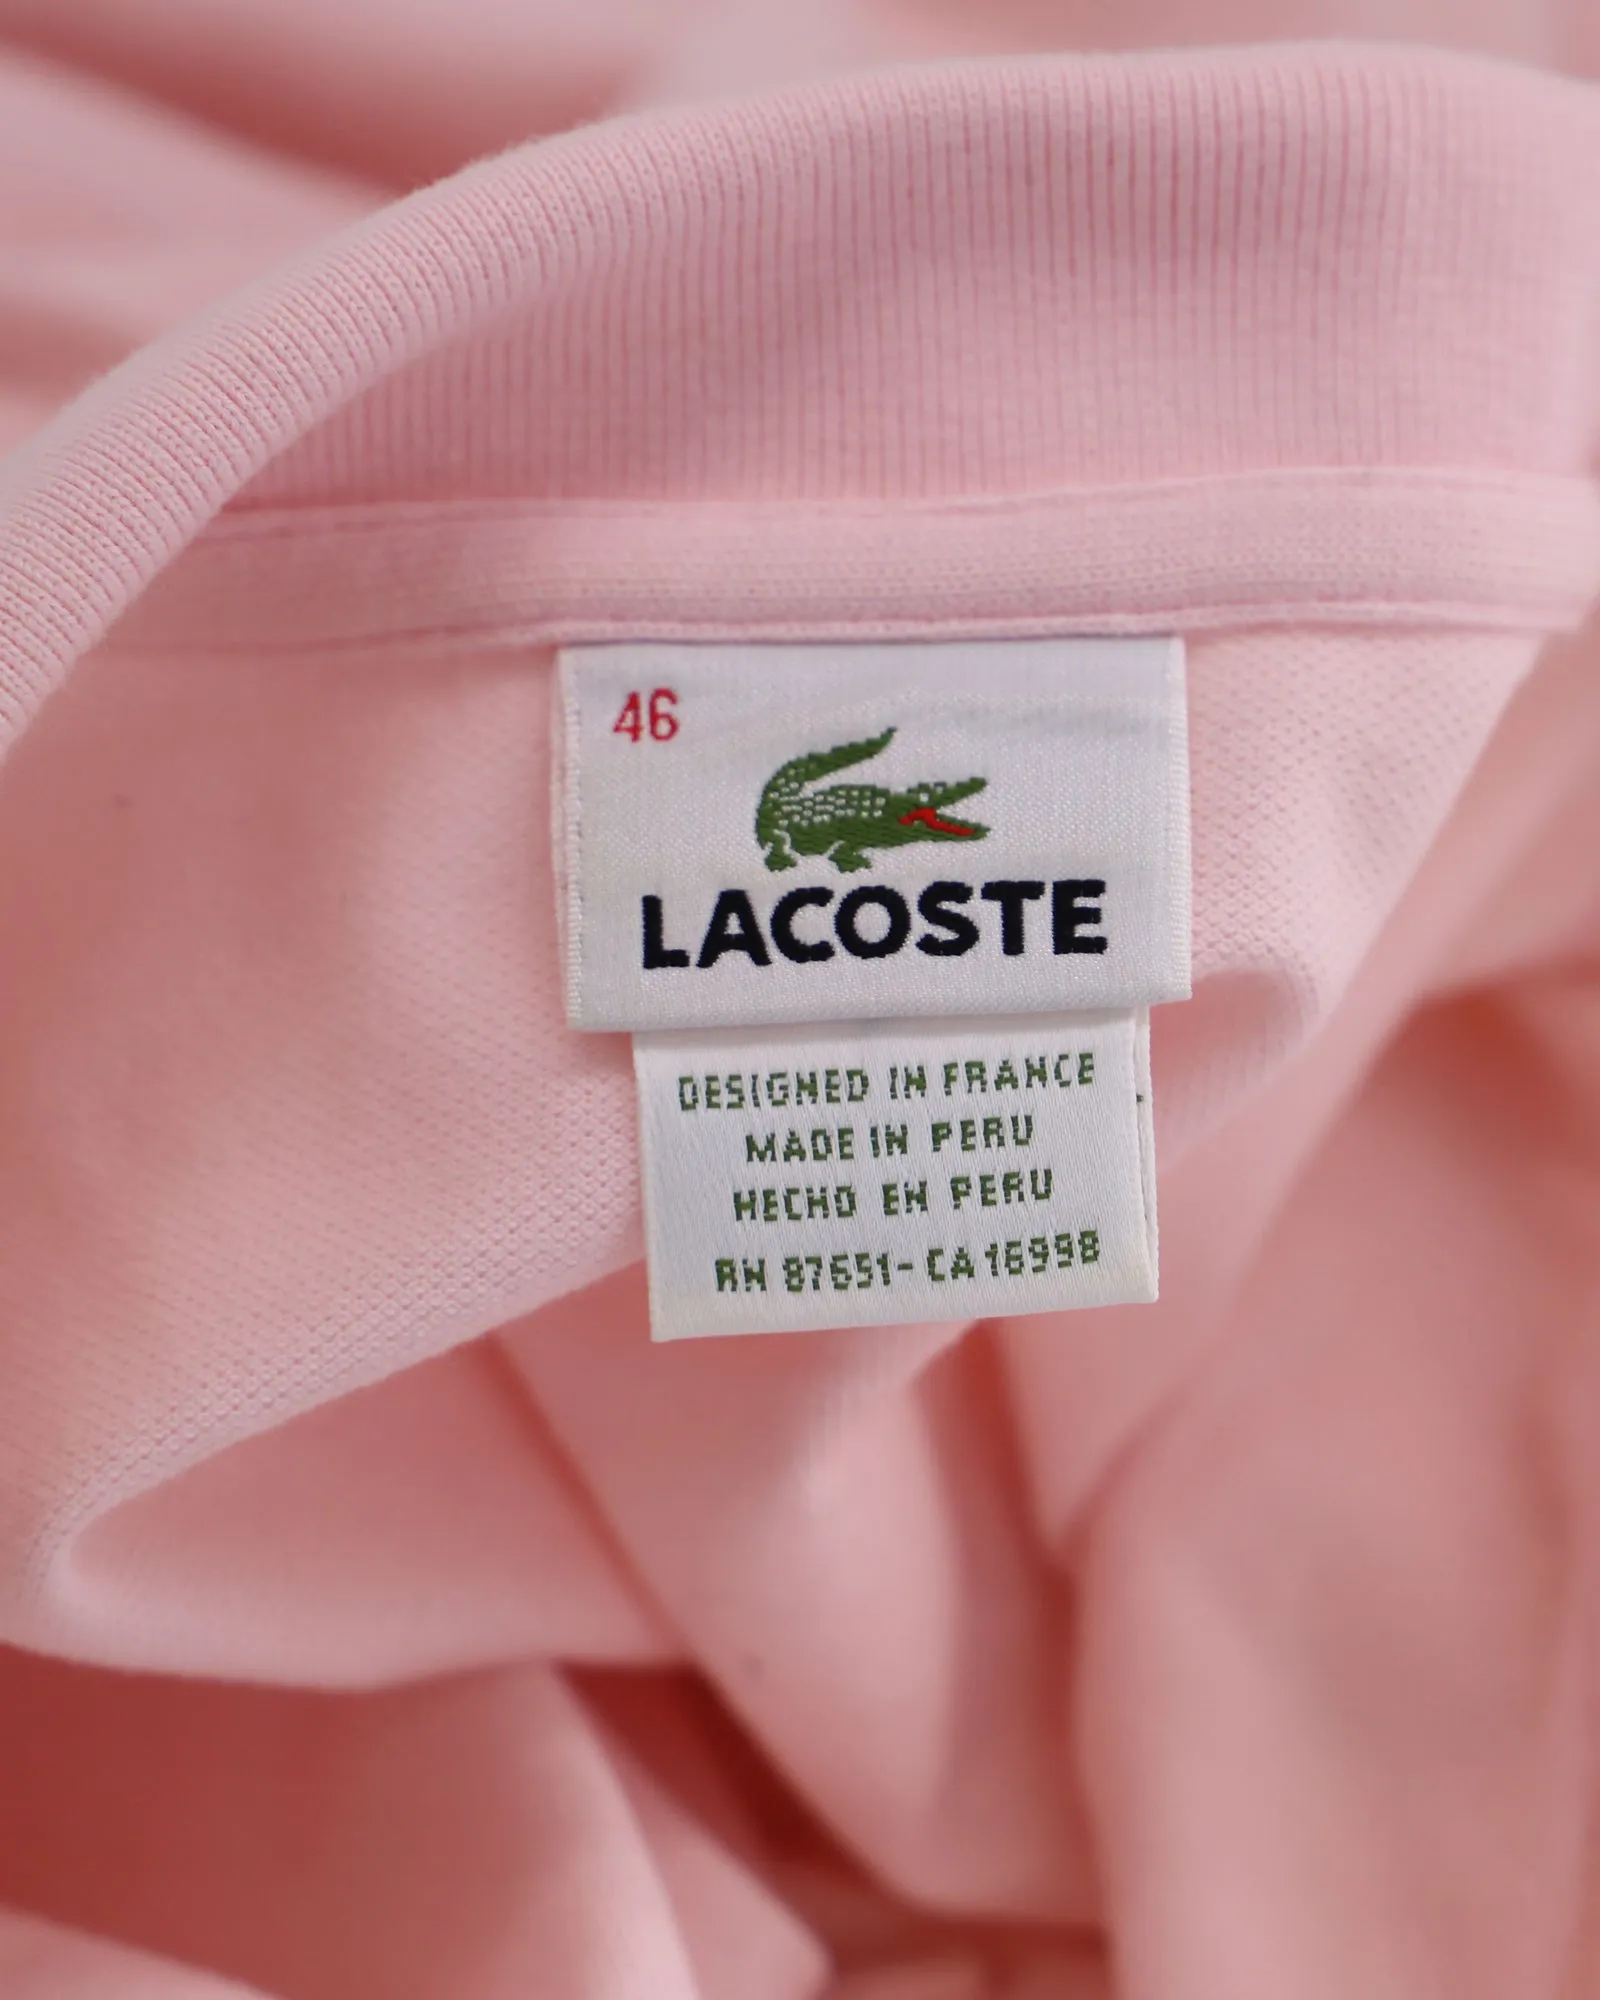 46
LACOSTE
DESIGNED IN FRANCE
MADE IN PERU
HECHO EN PERU
RN 87651- CA 16998